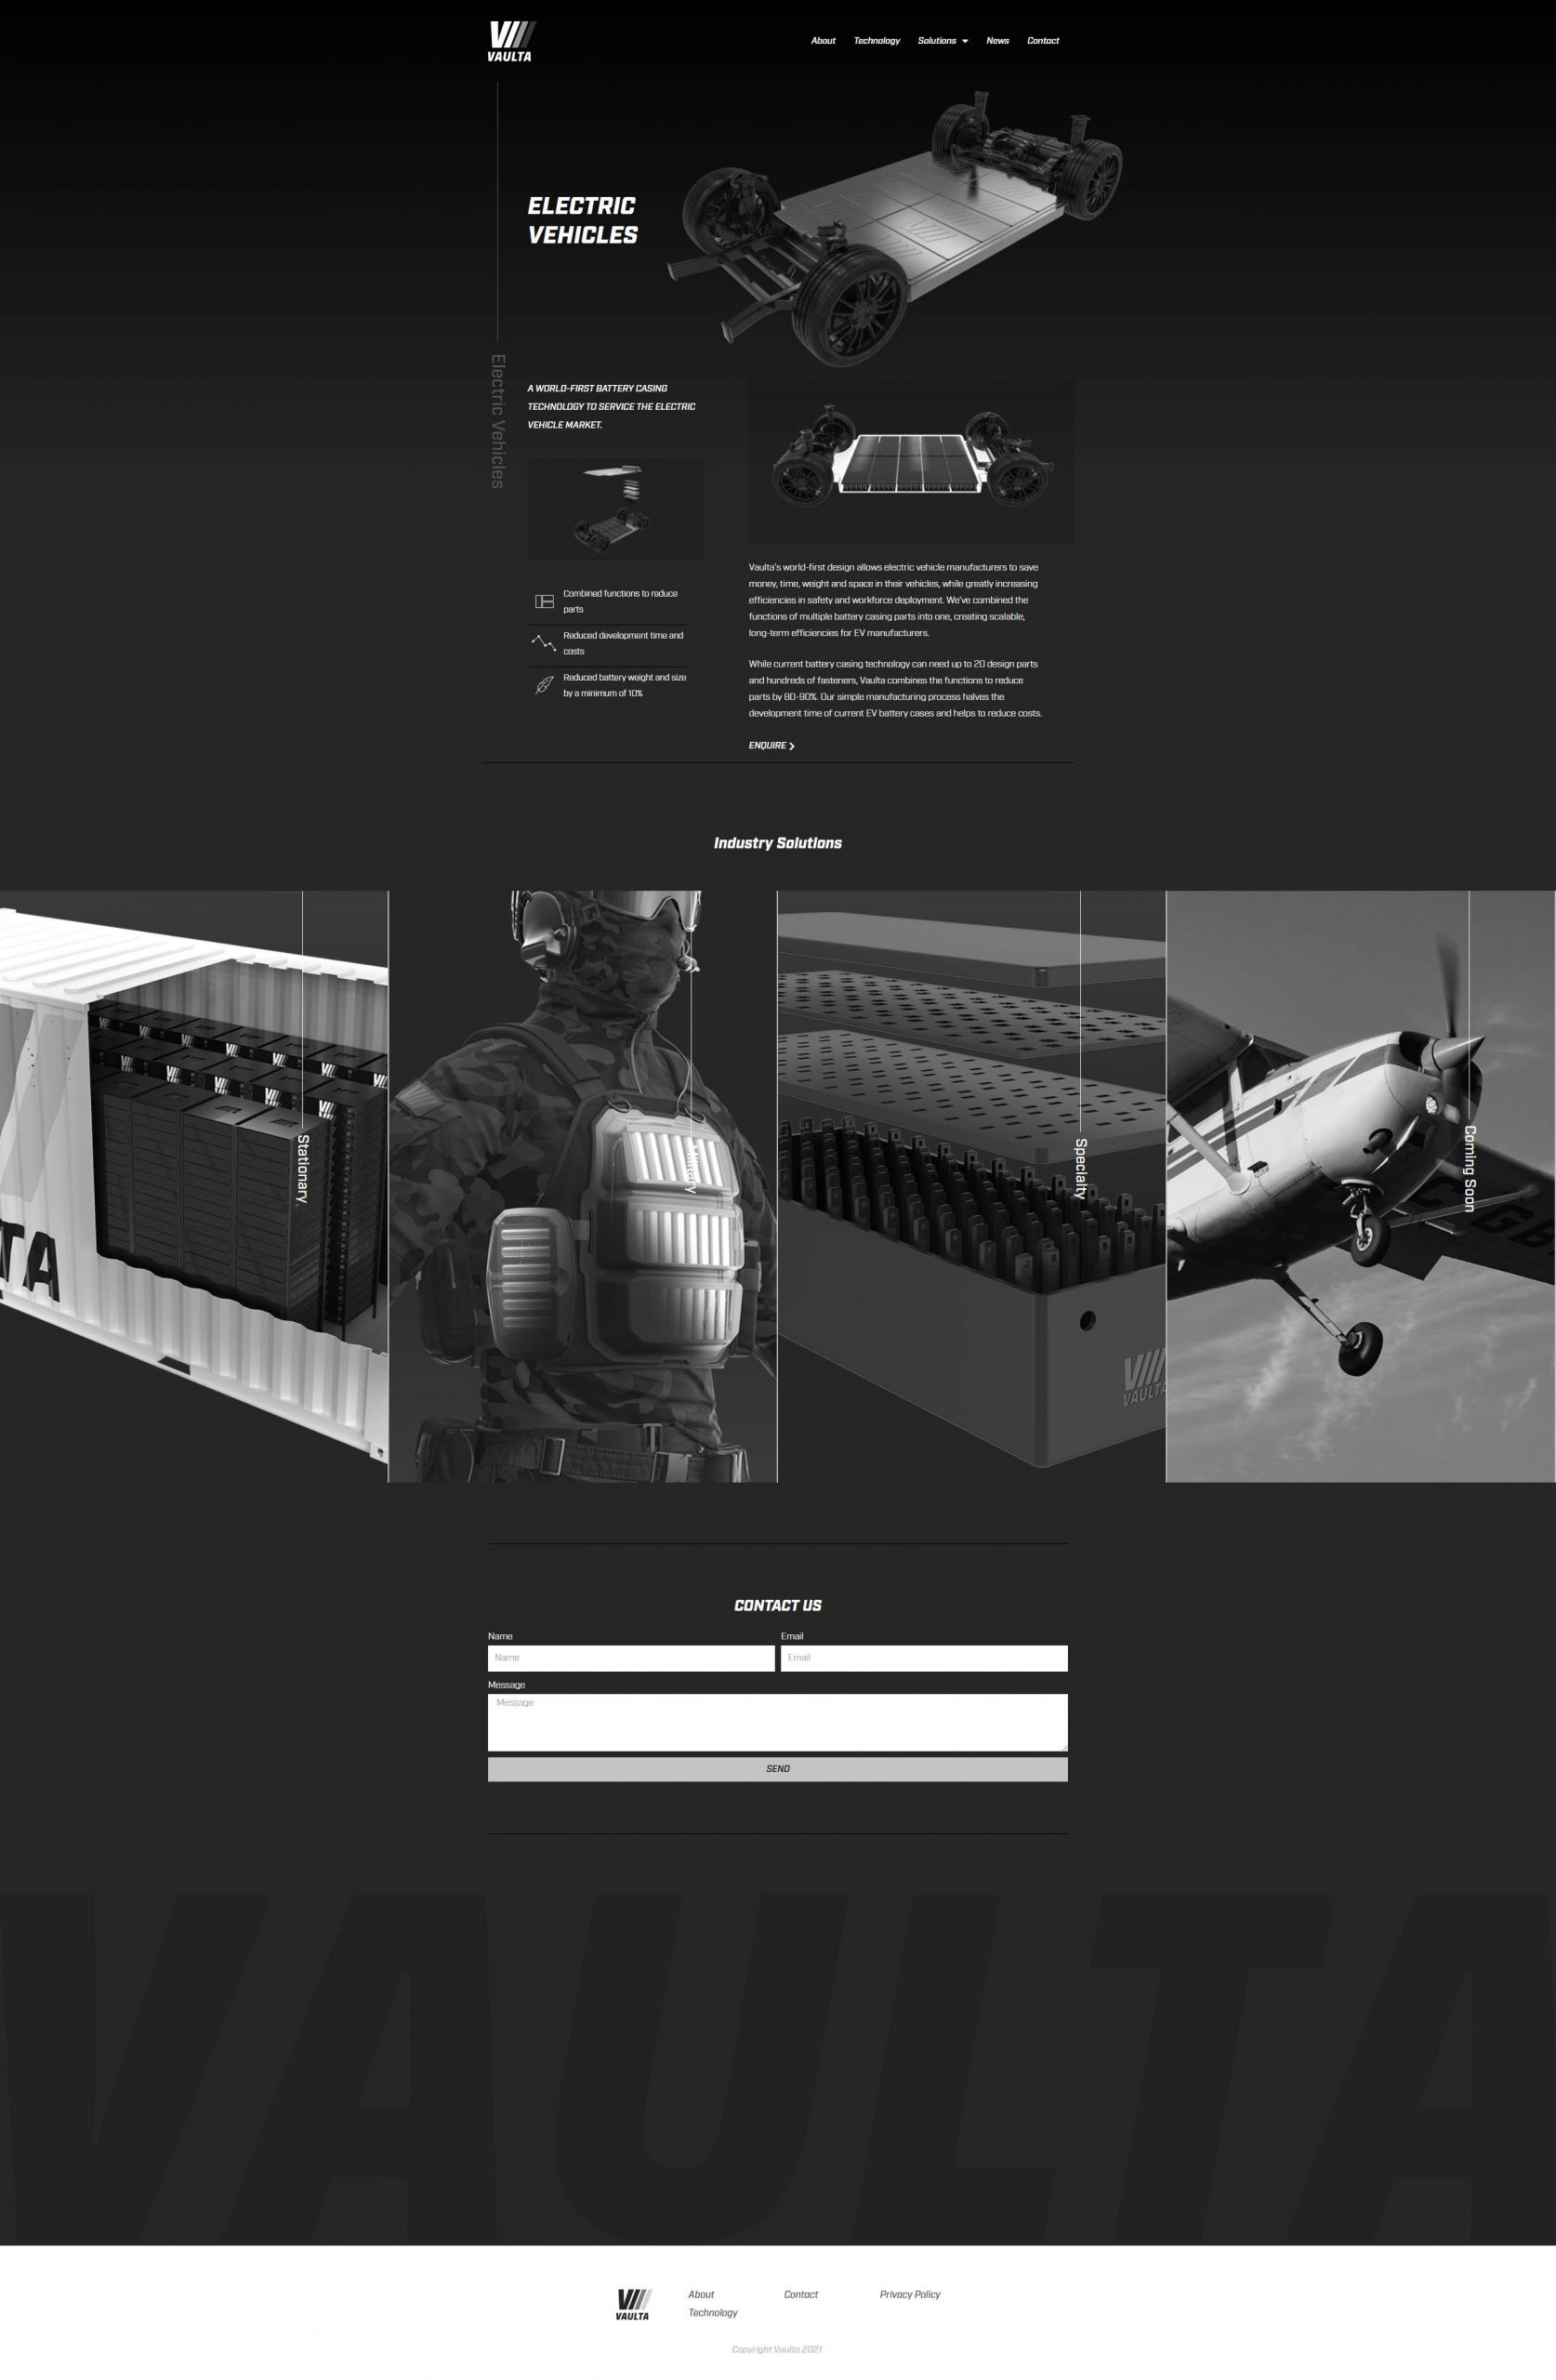 VAULTA
About Technology Solutions News Contact
ELECTRIC
VEHICLES
Electric Vehicles
A WORLD-FIRST BATTERY CASING
TECHNOLOGY TO SERVICE THE ELECTRIC
VEHICLE MARKET.
Combined functions to reduce
parts
Reduced development time and
costs
Reduced battery weight and size
by a minimum of 10%
Vaulta's world-first design allows electric vehicle manufacturers to save
money, time, weight and space in their vehicles, while greatly increasing
efficiencies in safety and workforce deployment. We've combined the
functions of multiple battery casing parts into one, creating scalable,
long-term efficiencies for EV manufacturers.
While current battery casing technology can need up to 20 design parts
and hundreds of fasteners, Vaulta combines the functions to reduce
parts by 80-90%. Our simple manufacturing process halves the
development time of current EV battery cases and helps to reduce costs.
ENQUIRE
Industry Solutions
TA
Stationary
Military
Specialty
VAULTA
Coming Soon
CONTACT US
Name Email
Name Email
Message
Message
SEND
VAULTA
VAULTA
About Contact Privacy Policy
Technology
Copyright Vaulta 2021